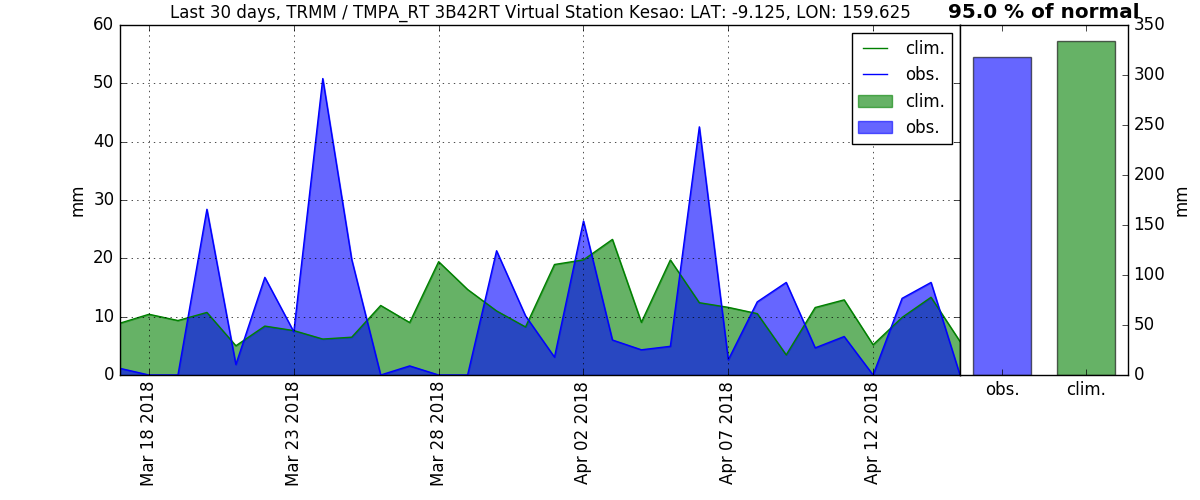 Last 30 days, TRMM / TMPA_RT 3B42RT Virtual Station Kesao: LAT: -9.125, LON: 159.625
95.0 % of normal
60
50
40
30
20
10
0
mm
clim.
obs.
clim.
obs.
Mar 18 2018
Mar 23 2018
Mar 28 2018
Apr 02 2018
Apr 07 2018
Apr 12 2018
350
300
250
200
150
100
50
0
mm
obs.
clim.